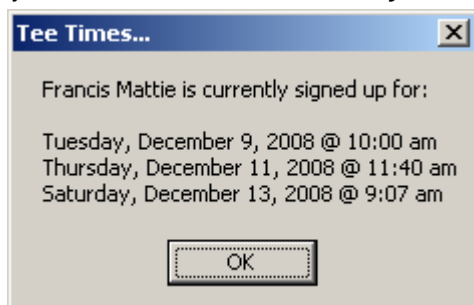 Tee Times...
Francis Mattie is currently signed up for:
Tuesday, December 9, 2008 @ 10:00 am
Thursday, December 11, 2008 @ 11:40 am
Saturday, December 13, 2008 @ 9:07 am
OK